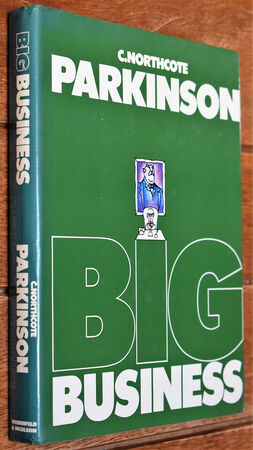 C.NORTHCOTE
PARKINSON
BIG
BUSINESS
BIG
BUSINESS
C.NORTHCOTE
PARKINSON
WEIDENFELD
& NICOLSON